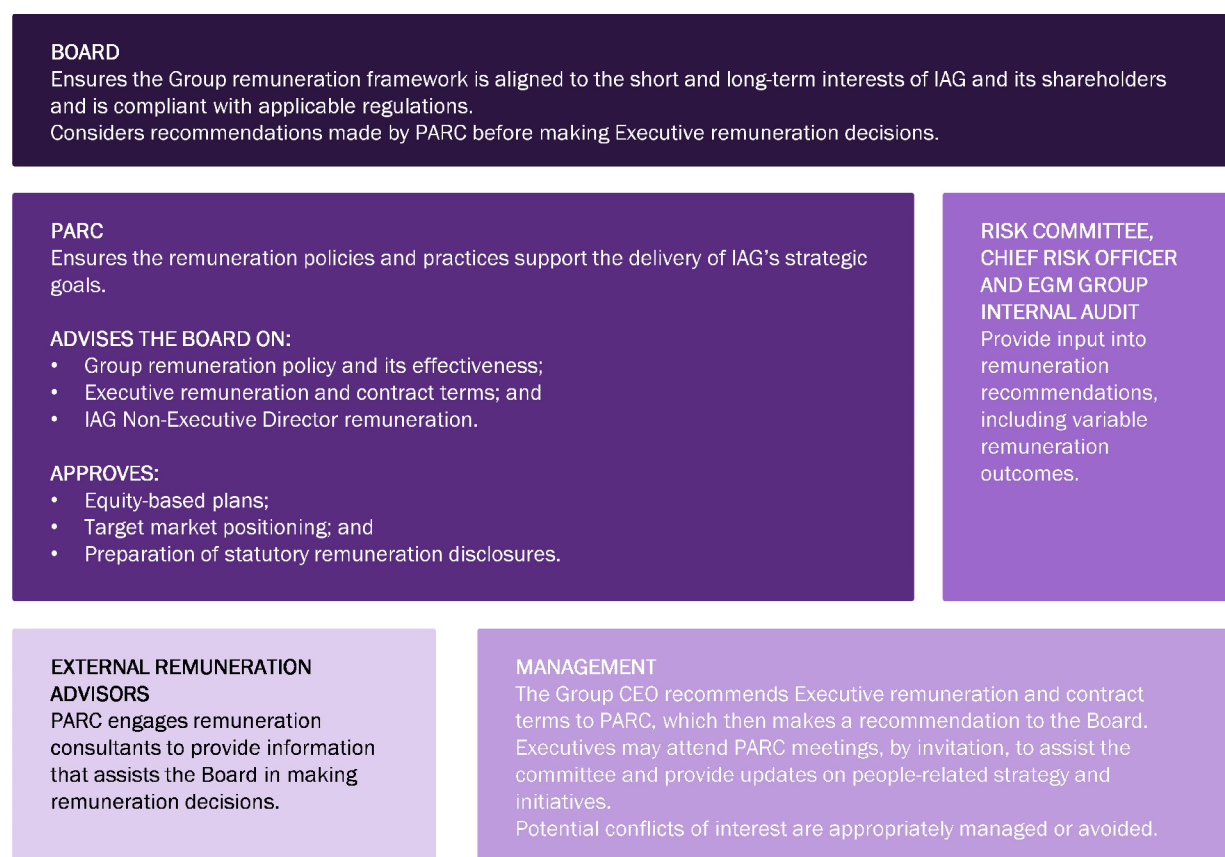 BOARD
Ensures the Group remuneration framework is aligned to the short and long-term interests of IAG and its shareholders
and is compliant with applicable regulations.
Considers recommendations made by PARC before making Executive remuneration decisions.
PARC
Ensures the remuneration policies and practices support the delivery of IAG's strategic
goals.
ADVISES THE BOARD ON:
• Group remuneration policy and its effectiveness;
• Executive remuneration and contract terms; and
• IAG Non-Executive Director remuneration.
APPROVES:
• Equity-based plans;
• Target market positioning; and
• Preparation of statutory remuneration disclosures.
RISK COMMITTEE,
CHIEF RISK OFFICER
AND EGM GROUP
INTERNAL AUDIT
Provide input into
remuneration
recommendations,
including variable
remuneration
outcomes.
EXTERNAL REMUNERATION
ADVISORS
PARC engages remuneration
consultants to provide information
that assists the Board in making
remuneration decisions.
MANAGEMENT
The Group CEO recommends Executive remuneration and contract
terms to PARC, which then makes a recommendation to the Board.
Executives may attend PARC meetings, by invitation, to assist the
committee and provide updates on people-related strategy and
initiatives.
Potential conflicts of interest are appropriately managed or avoided.